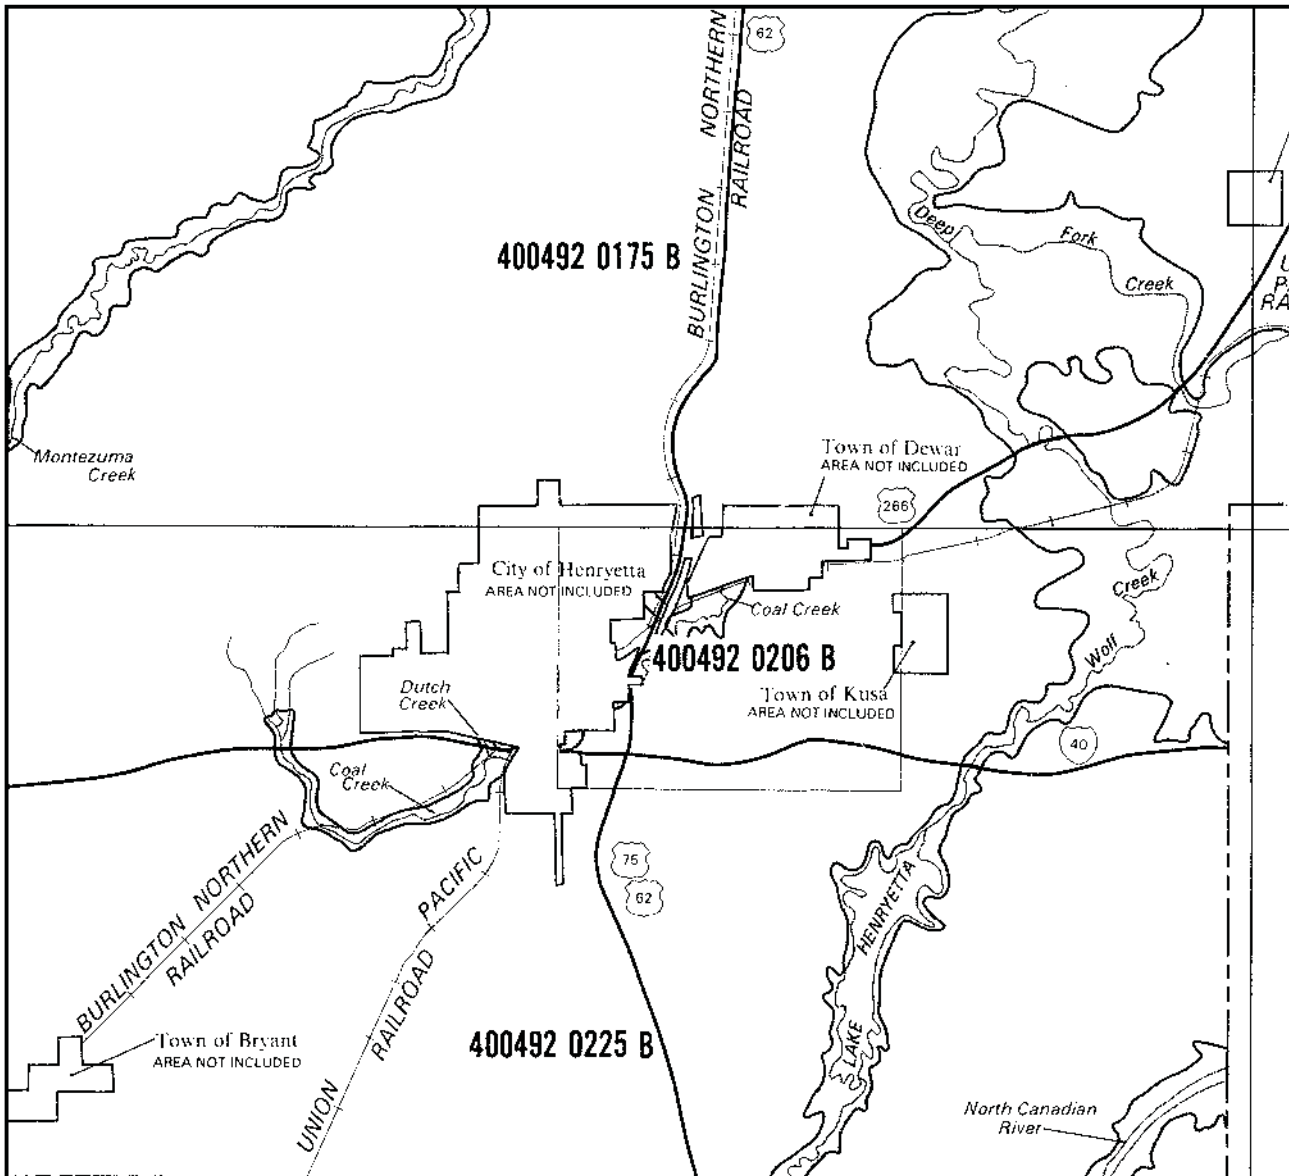 62
BURLINGTON NORTHERN
RAILROAD
400492 0175 B
Deep
Fork
Creek
Montezuma
Creek
Town of Dewar
AREA NOT INCLUDED
266
City of Henryetta
AREA NOT INCLUDED
Coal Creek
Creek
Wolf
400492 0206 B
Town of Kusa
AREA NOT INCLUDED
Dutch
Creek
40
Coal
Creek
75
62
BURLINGTON NORTHERN
RAILROAD
UNION PACIFIC
RAILROAD
LAKE HENRYETTA
Town of Bryant
AREA NOT INCLUDED
400492 0225 B
North Canadian
River